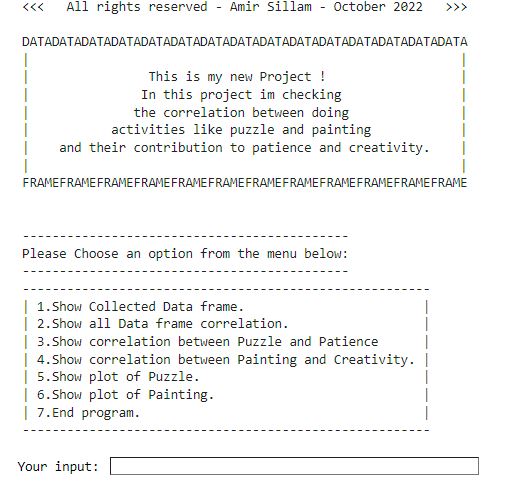 <<<   All rights reserved - Amir Sillam - October 2022   >>>
DATADATADATADATADATADATADATADATADATADATADATADATADATADATADATA
|                                                          |
|                This is my new Project !                  |
|               In this project im checking                |
|              the correlation between doing               |
|           activities like puzzle and painting            |
|    and their contribution to patience and creativity.    |
|                                                          |
FRAMEFRAMEFRAMEFRAMEFRAMEFRAMEFRAMEFRAMEFRAMEFRAMEFRAMEFRAME
--------------------------------------------
Please Choose an option from the menu below:
--------------------------------------------
-------------------------------------------------------
| 1.Show Collected Data frame.                        |
| 2.Show all Data frame correlation.                  |
| 3.Show correlation between Puzzle and Patience      |
| 4.Show correlation between Painting and Creativity. |
| 5.Show plot of Puzzle.                              |
| 6.Show plot of Painting.                            |
| 7.End program.                                      |
-------------------------------------------------------
Your input: